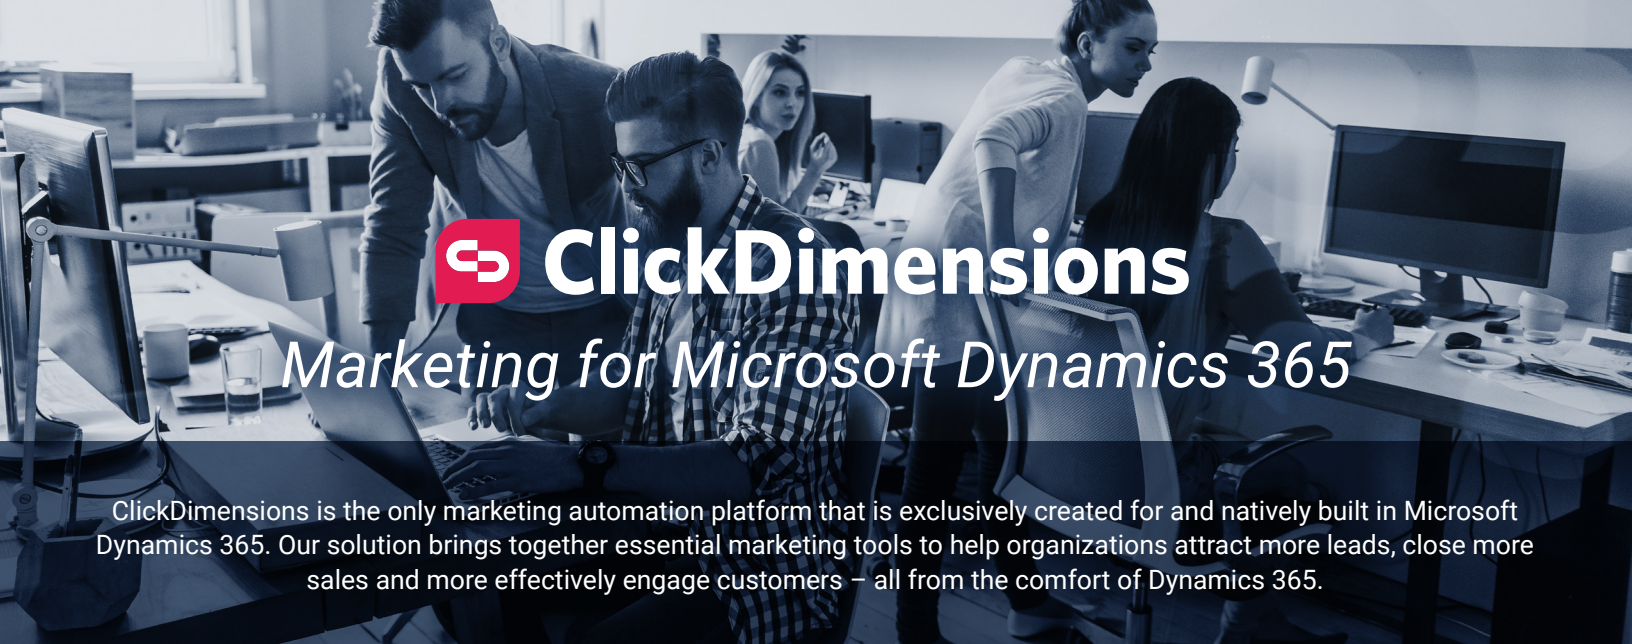 ClickDimensions
Marketing for Microsoft Dynamics 365
ClickDimensions is the only marketing automation platform that is exclusively created for and natively built in Microsoft
Dynamics 365. Our solution brings together essential marketing tools to help organizations attract more leads, close more
sales and more effectively engage customers – all from the comfort of Dynamics 365.